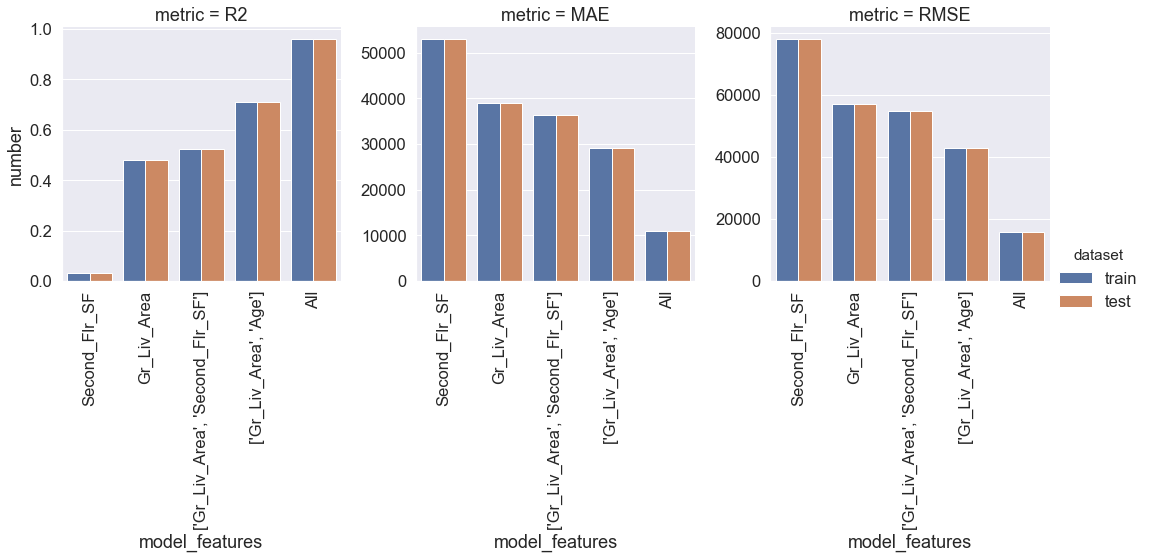 metric = R2
1.0
0.8
0.6
0.4
0.2
0.0
number
Second_Flr_SF
Gr_Liv_Area
['Gr_Liv_Area', 'Second_Flr_SF']
['Gr_Liv_Area', 'Age']
All
model_features
metric = MAE
50000
40000
30000
20000
10000
0
Second_Flr_SF
Gr_Liv_Area
['Gr_Liv_Area', 'Second_Flr_SF']
['Gr_Liv_Area', 'Age']
All
model_features
metric = RMSE
80000
60000
40000
20000
0
Second_Flr_SF
Gr_Liv_Area
['Gr_Liv_Area', 'Second_Flr_SF']
['Gr_Liv_Area', 'Age']
All
model_features
dataset
train
test